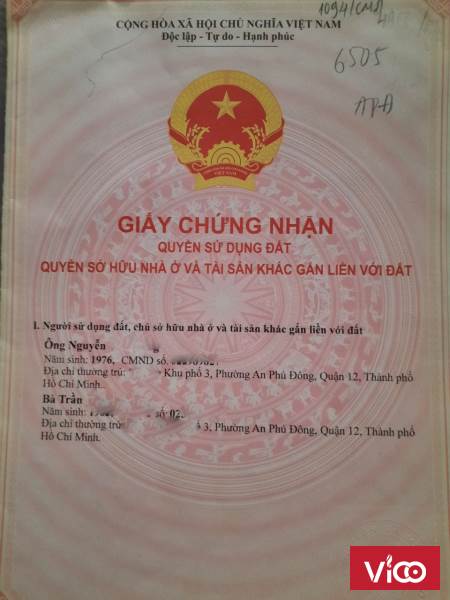 CỘNG HÒA XÃ HỘI CHỦ NGHĨA VIỆT NAM
Độc lập - Tự do - Hạnh phúc
1094/CMD
6505
GIẤY CHỨNG NHẬN
QUYỀN SỬ DỤNG ĐẤT
QUYỀN SỞ HỮU NHÀ Ở VÀ TÀI SẢN KHÁC GẮN LIỀN VỚI ĐẤT
I. Người sử dụng đất, chủ sở hữu nhà ở và tài sản khác gắn liền với đất
Ông Nguyễn
Năm sinh: 1976, CMND số:
Địa chỉ thường trú: Khu phố 3, Phường An Phú Đông, Quận 12, Thành phố
Hồ Chí Minh.
Bà Trần
Năm sinh: số:
Địa chỉ thường trú: 3, Phường An Phú Đông, Quận 12, Thành phố
Hồ Chí Minh.
Vioo